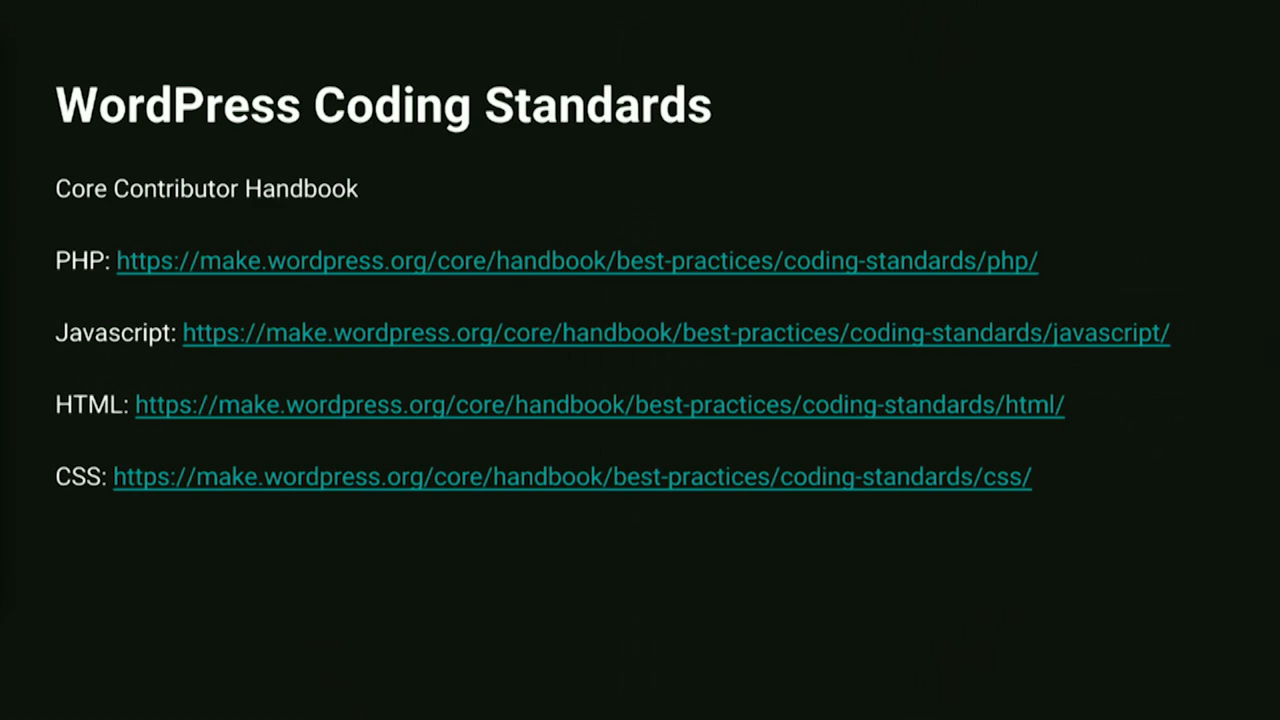 WordPress Coding Standards
Core Contributor Handbook
PHP: https://make.wordpress.org/core/handbook/best-practices/coding-standards/php/
Javascript: https://make.wordpress.org/core/handbook/best-practices/coding-standards/javascript/
HTML: https://make.wordpress.org/core/handbook/best-practices/coding-standards/html/
CSS: https://make.wordpress.org/core/handbook/best-practices/coding-standards/css/